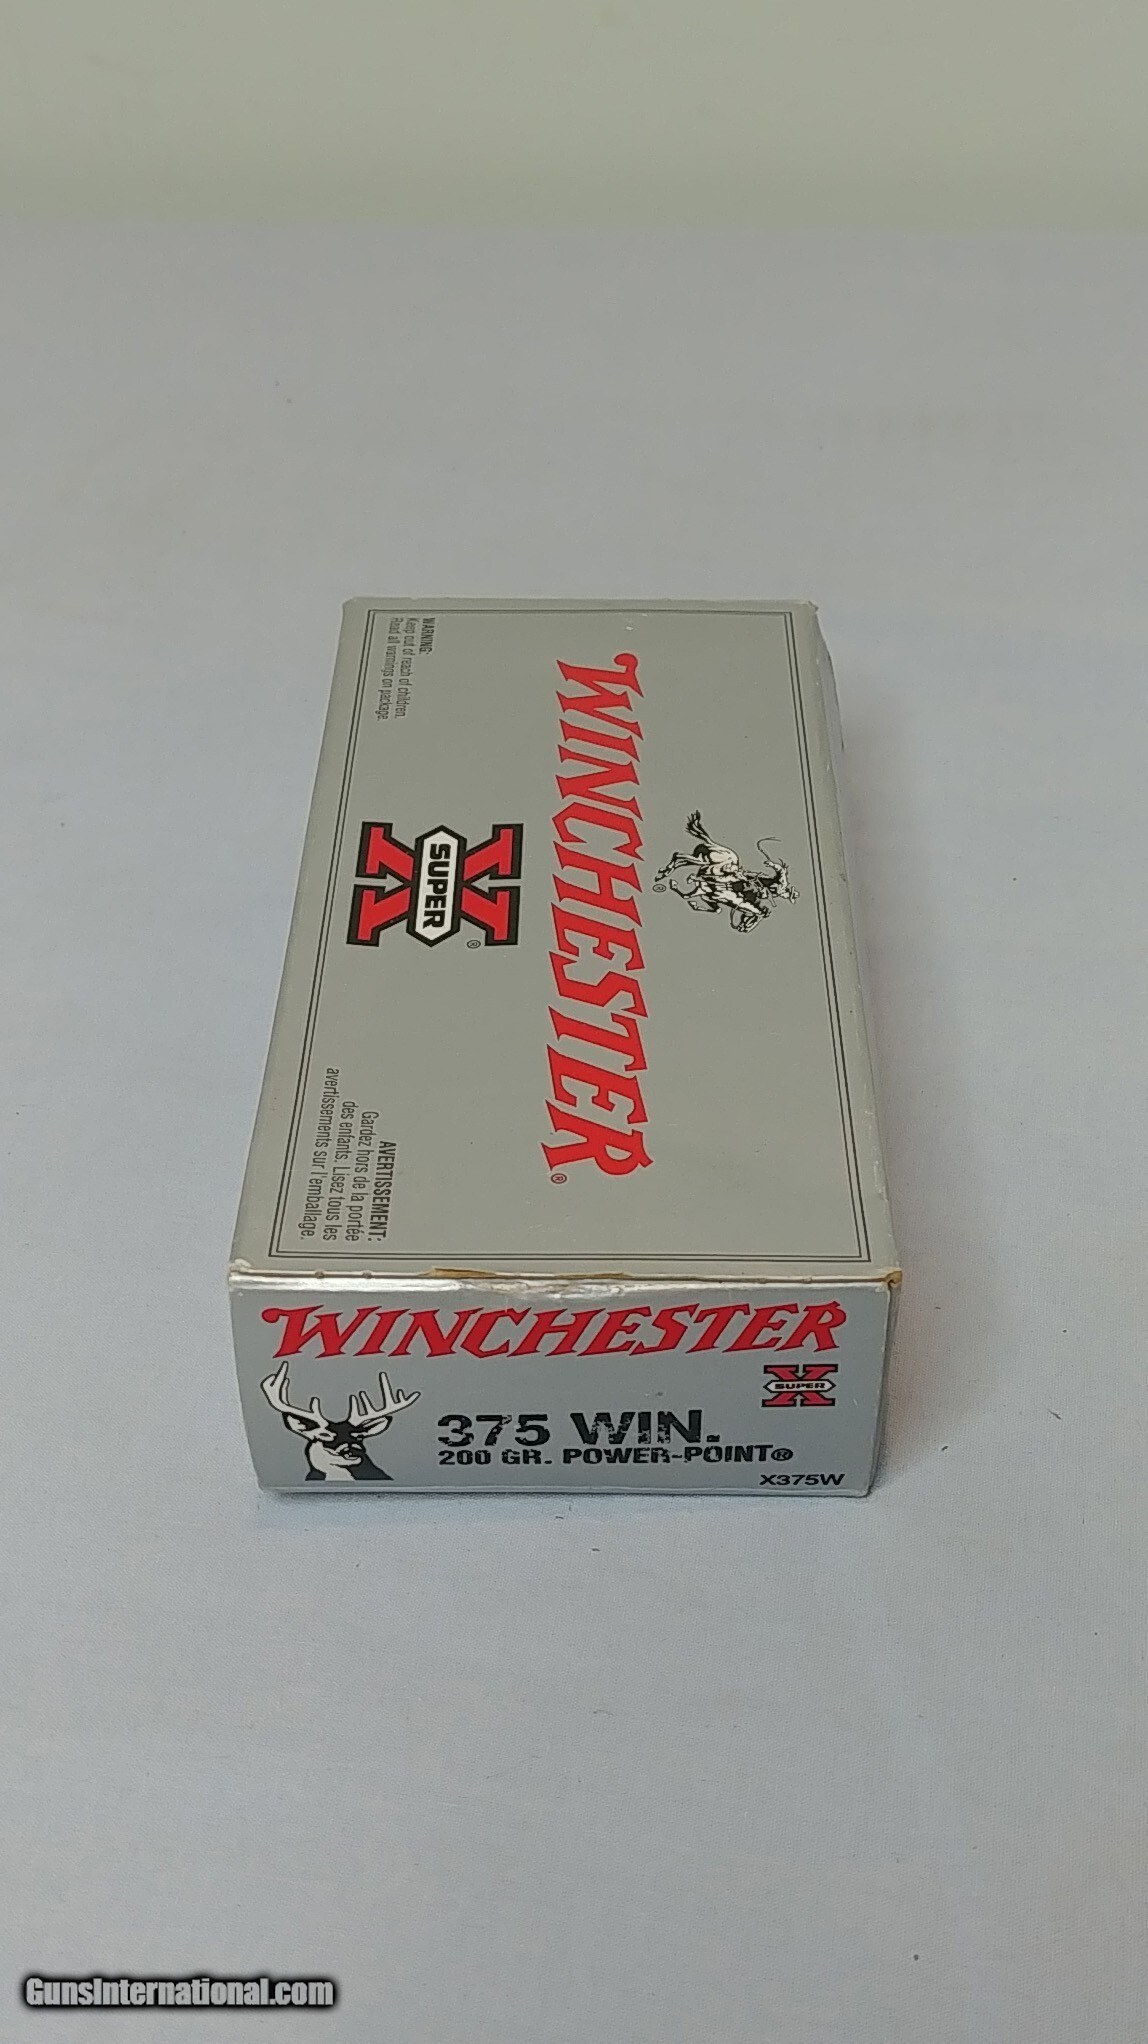 WINCHESTER®
®
SUPER X®
WARNING:
Keep out of reach of children.
Read all warnings on package.
AVERTISSEMENT:
Gardez hors de la portée
des enfants. Lisez tous les
avertissements sur l'emballage.
WINCHESTER
SUPER X
375 WIN.
200 GR. POWER-POINT®
X375W
GunsInternational.com